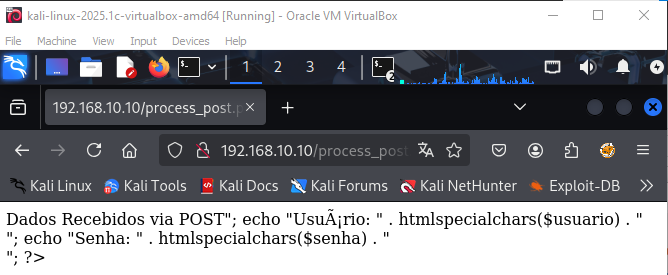 kali-linux-2025.1c-virtualbox-amd64 [Running] - Oracle VM VirtualBox
File Machine View Input Devices Help
1 2 3 4 2
192.168.10.10/process_post.p
192.168.10.10/process_post
Kali Linux Kali Tools Kali Docs Kali Forums Kali NetHunter Exploit-DB
Dados Recebidos via POST"; echo "UsuÃ¡rio: " . htmlspecialchars($usuario) . "
"; echo "Senha: " . htmlspecialchars($senha) . "
"; ?>